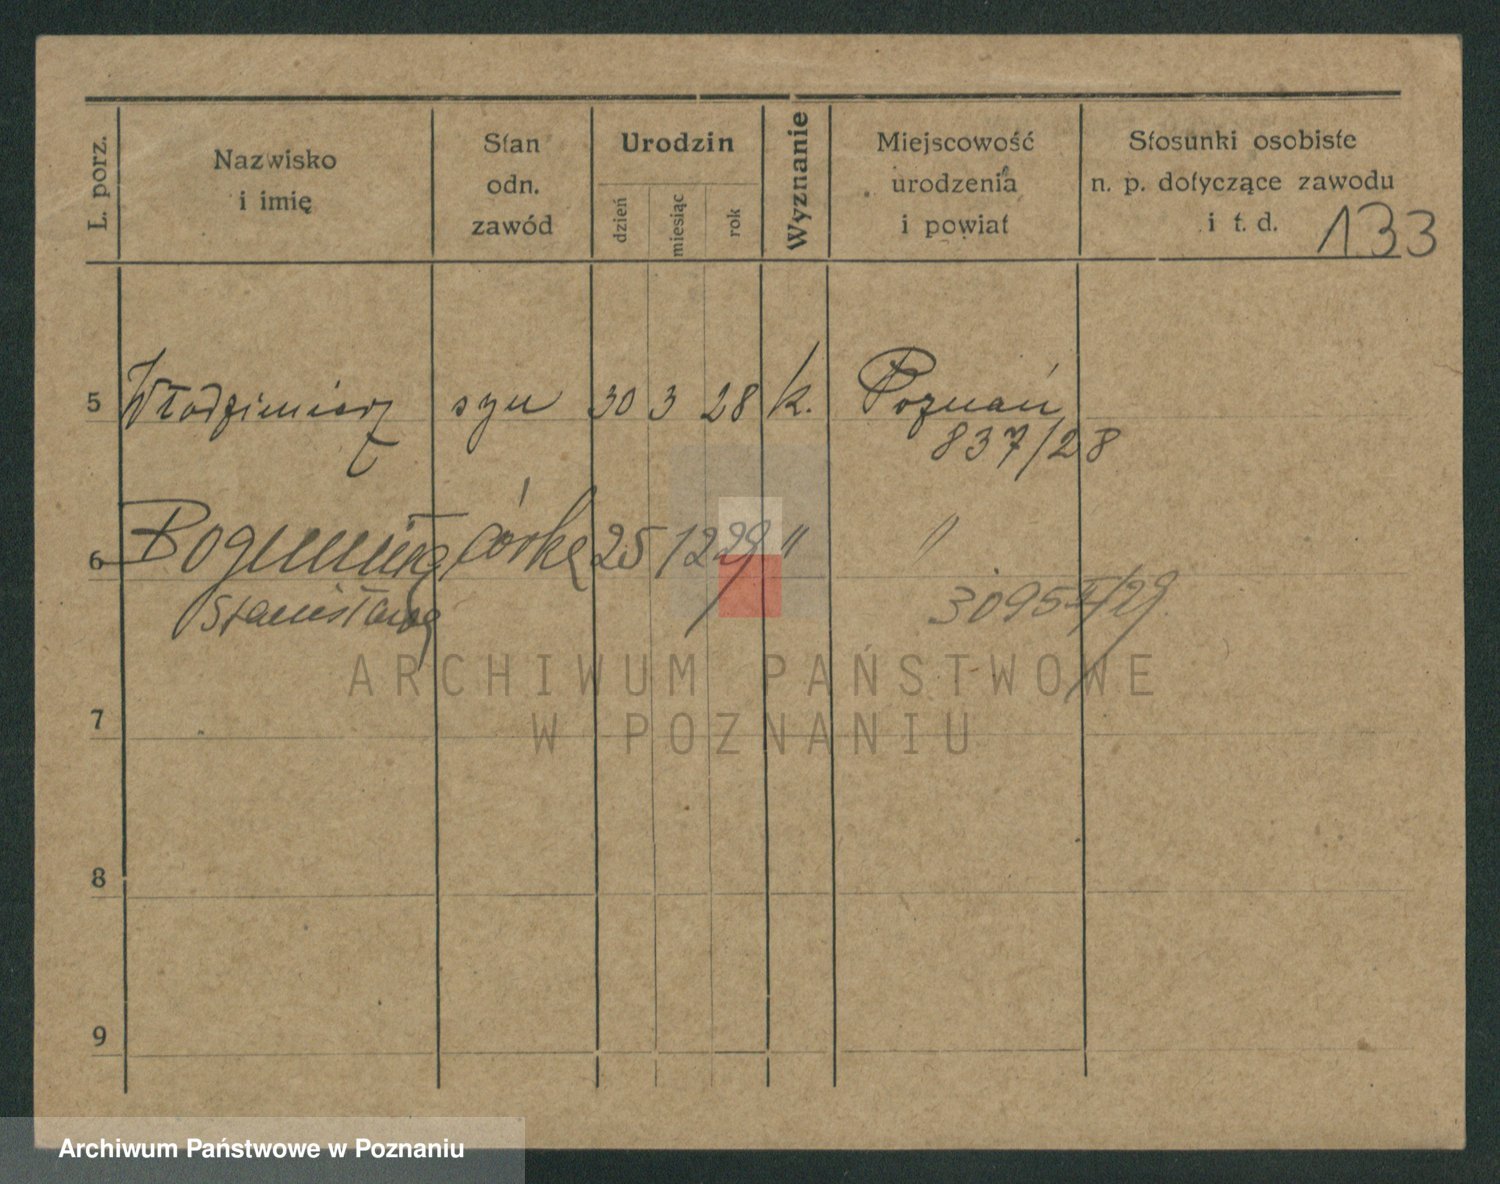 L. porz.
Nazwisko
i imię
Stan
odn.
zawód
Urodzin
dzień
miesiąc
rok
Wyznanie
Miejscowość
urodzenia
i powiat
Stosunki osobiste
n. p. dotyczące zawodu
i t. d.
133
5 Włodzimierz syn 30 3 28 k. Poznań
837/28
6 Bogumiła córka 25 12 29 " "
Stanisława 3095 I/29
7
8
9
ARCHIWUM PAŃSTWOWE
W POZNANIU
Archiwum Państwowe w Poznaniu